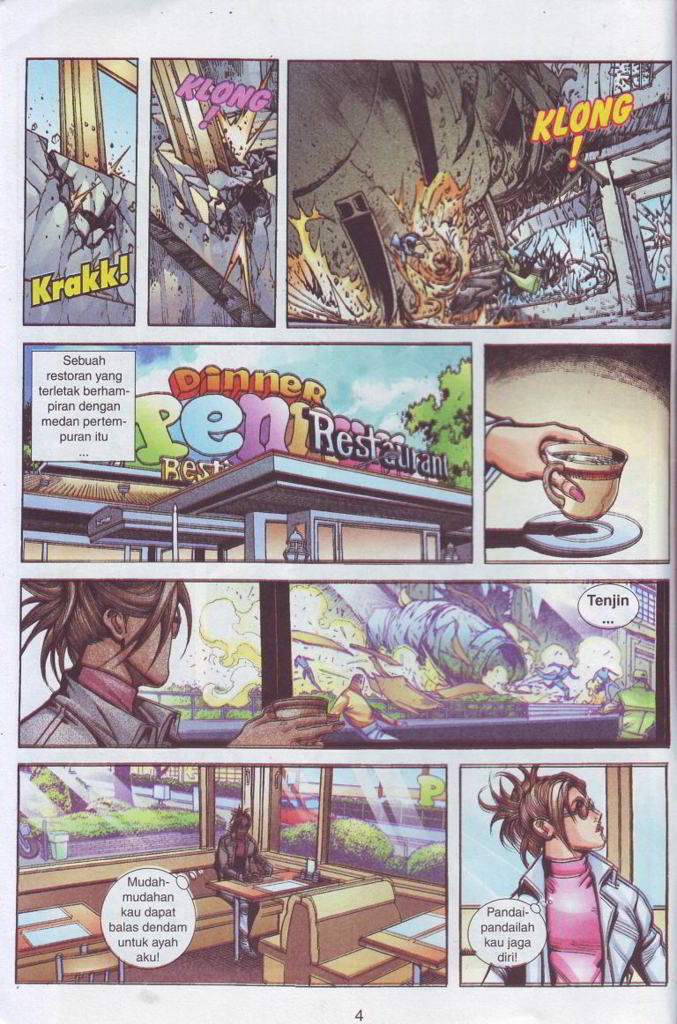 KLONG
!
KLONG
!
Krakk!
Sebuah
restoran yang
terletak berham-
piran dengan
medan pertem-
puran itu
...
Dinner
Restaurant
Rest
Tenjin
...
P
Mudah-
mudahan
kau dapat
balas dendam
untuk ayah
aku!
Pandai-
pandailah
kau jaga
diri!
4